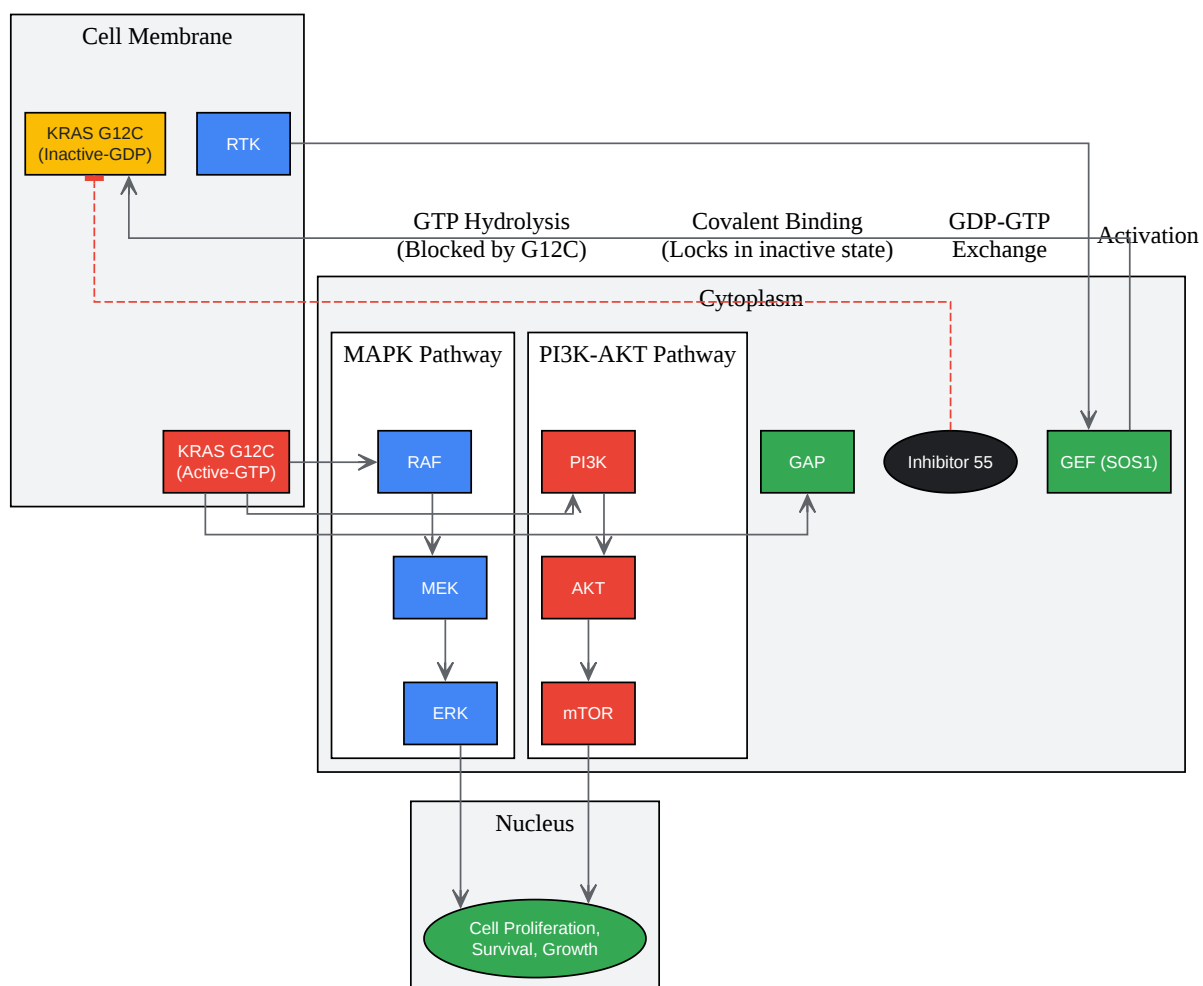 Cell Membrane
KRAS G12C
(Inactive-GDP)
RTK
GTP Hydrolysis
(Blocked by G12C)
Covalent Binding
(Locks in inactive state)
GDP-GTP
Exchange
Activation
Cytoplasm
MAPK Pathway
PI3K-AKT Pathway
KRAS G12C
(Active-GTP)
RAF
PI3K
GAP
Inhibitor 55
GEF (SOS1)
MEK
AKT
ERK
mTOR
Nucleus
Cell Proliferation,
Survival, Growth